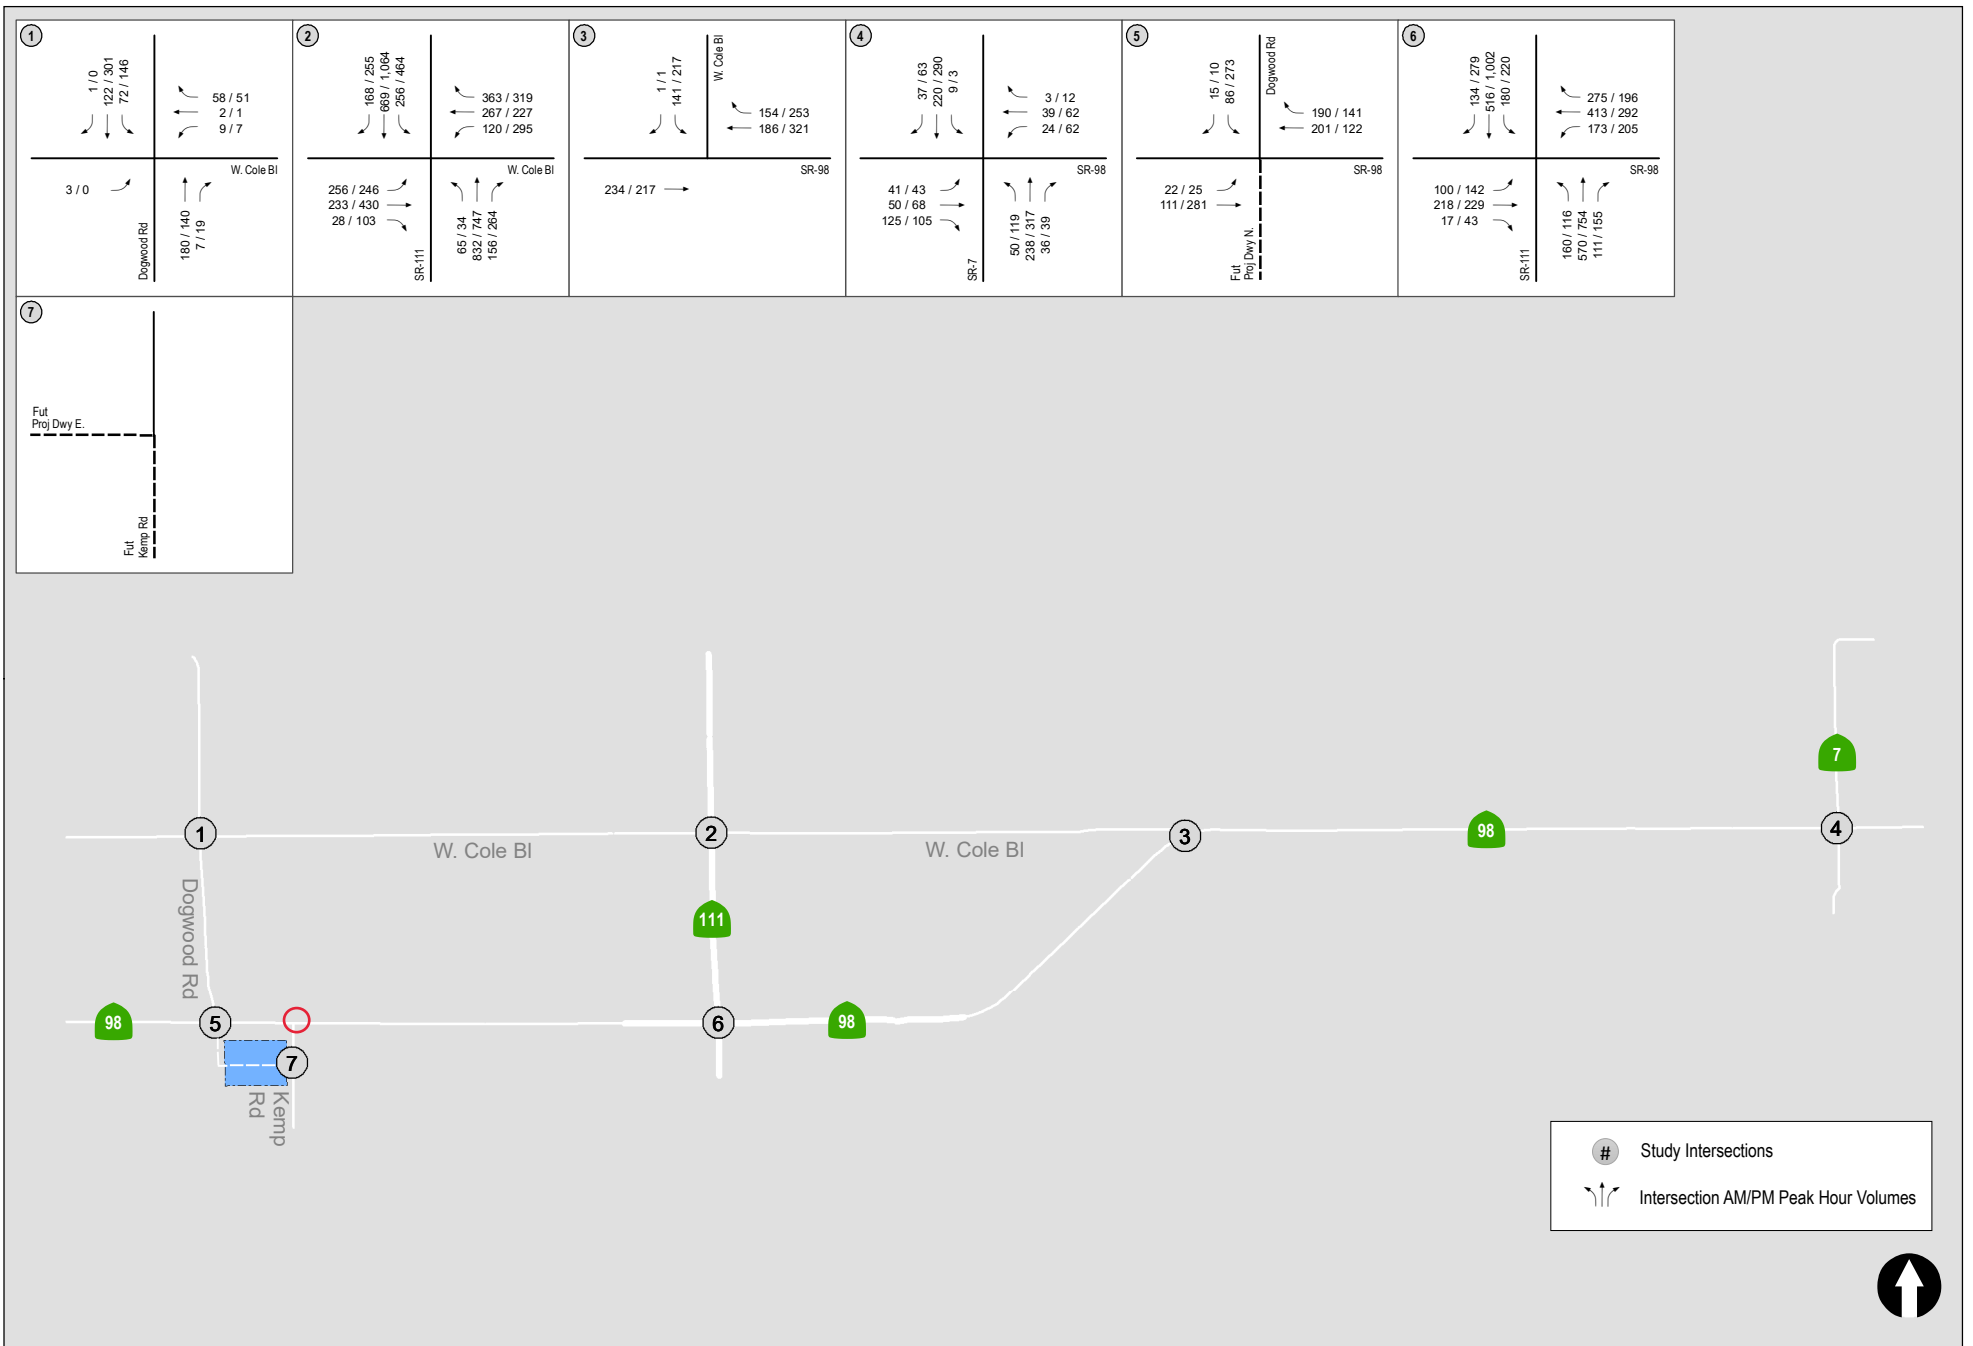 1
1 / 0
122 / 301
72 / 146
58 / 51
2 / 1
9 / 7
W. Cole Bl
3 / 0
Dogwood Rd
180 / 140
7 / 19
2
168 / 255
669 / 1,064
256 / 464
363 / 319
267 / 227
120 / 295
W. Cole Bl
256 / 246
233 / 430
28 / 103
SR-111
65 / 34
832 / 747
156 / 264
3
1 / 1
141 / 217
W. Cole Bl
154 / 253
186 / 321
SR-98
234 / 217
4
37 / 63
220 / 290
9 / 3
3 / 12
39 / 62
24 / 62
SR-98
41 / 43
50 / 68
125 / 105
SR-7
50 / 119
238 / 317
36 / 39
5
15 / 10
86 / 273
Dogwood Rd
190 / 141
201 / 122
SR-98
22 / 25
111 / 281
Fut
Proj Dwy N.
6
134 / 279
516 / 1,002
180 / 220
275 / 196
413 / 292
173 / 205
SR-98
100 / 142
218 / 229
17 / 43
SR-111
160 / 116
570 / 754
111 / 155
7
Fut
Proj Dwy E.
Fut
Kemp Rd
7
1
2
3
98
4
W. Cole Bl
W. Cole Bl
Dogwood Rd
111
98
5
6
98
7
Kemp
Rd
# Study Intersections
Intersection AM/PM Peak Hour Volumes